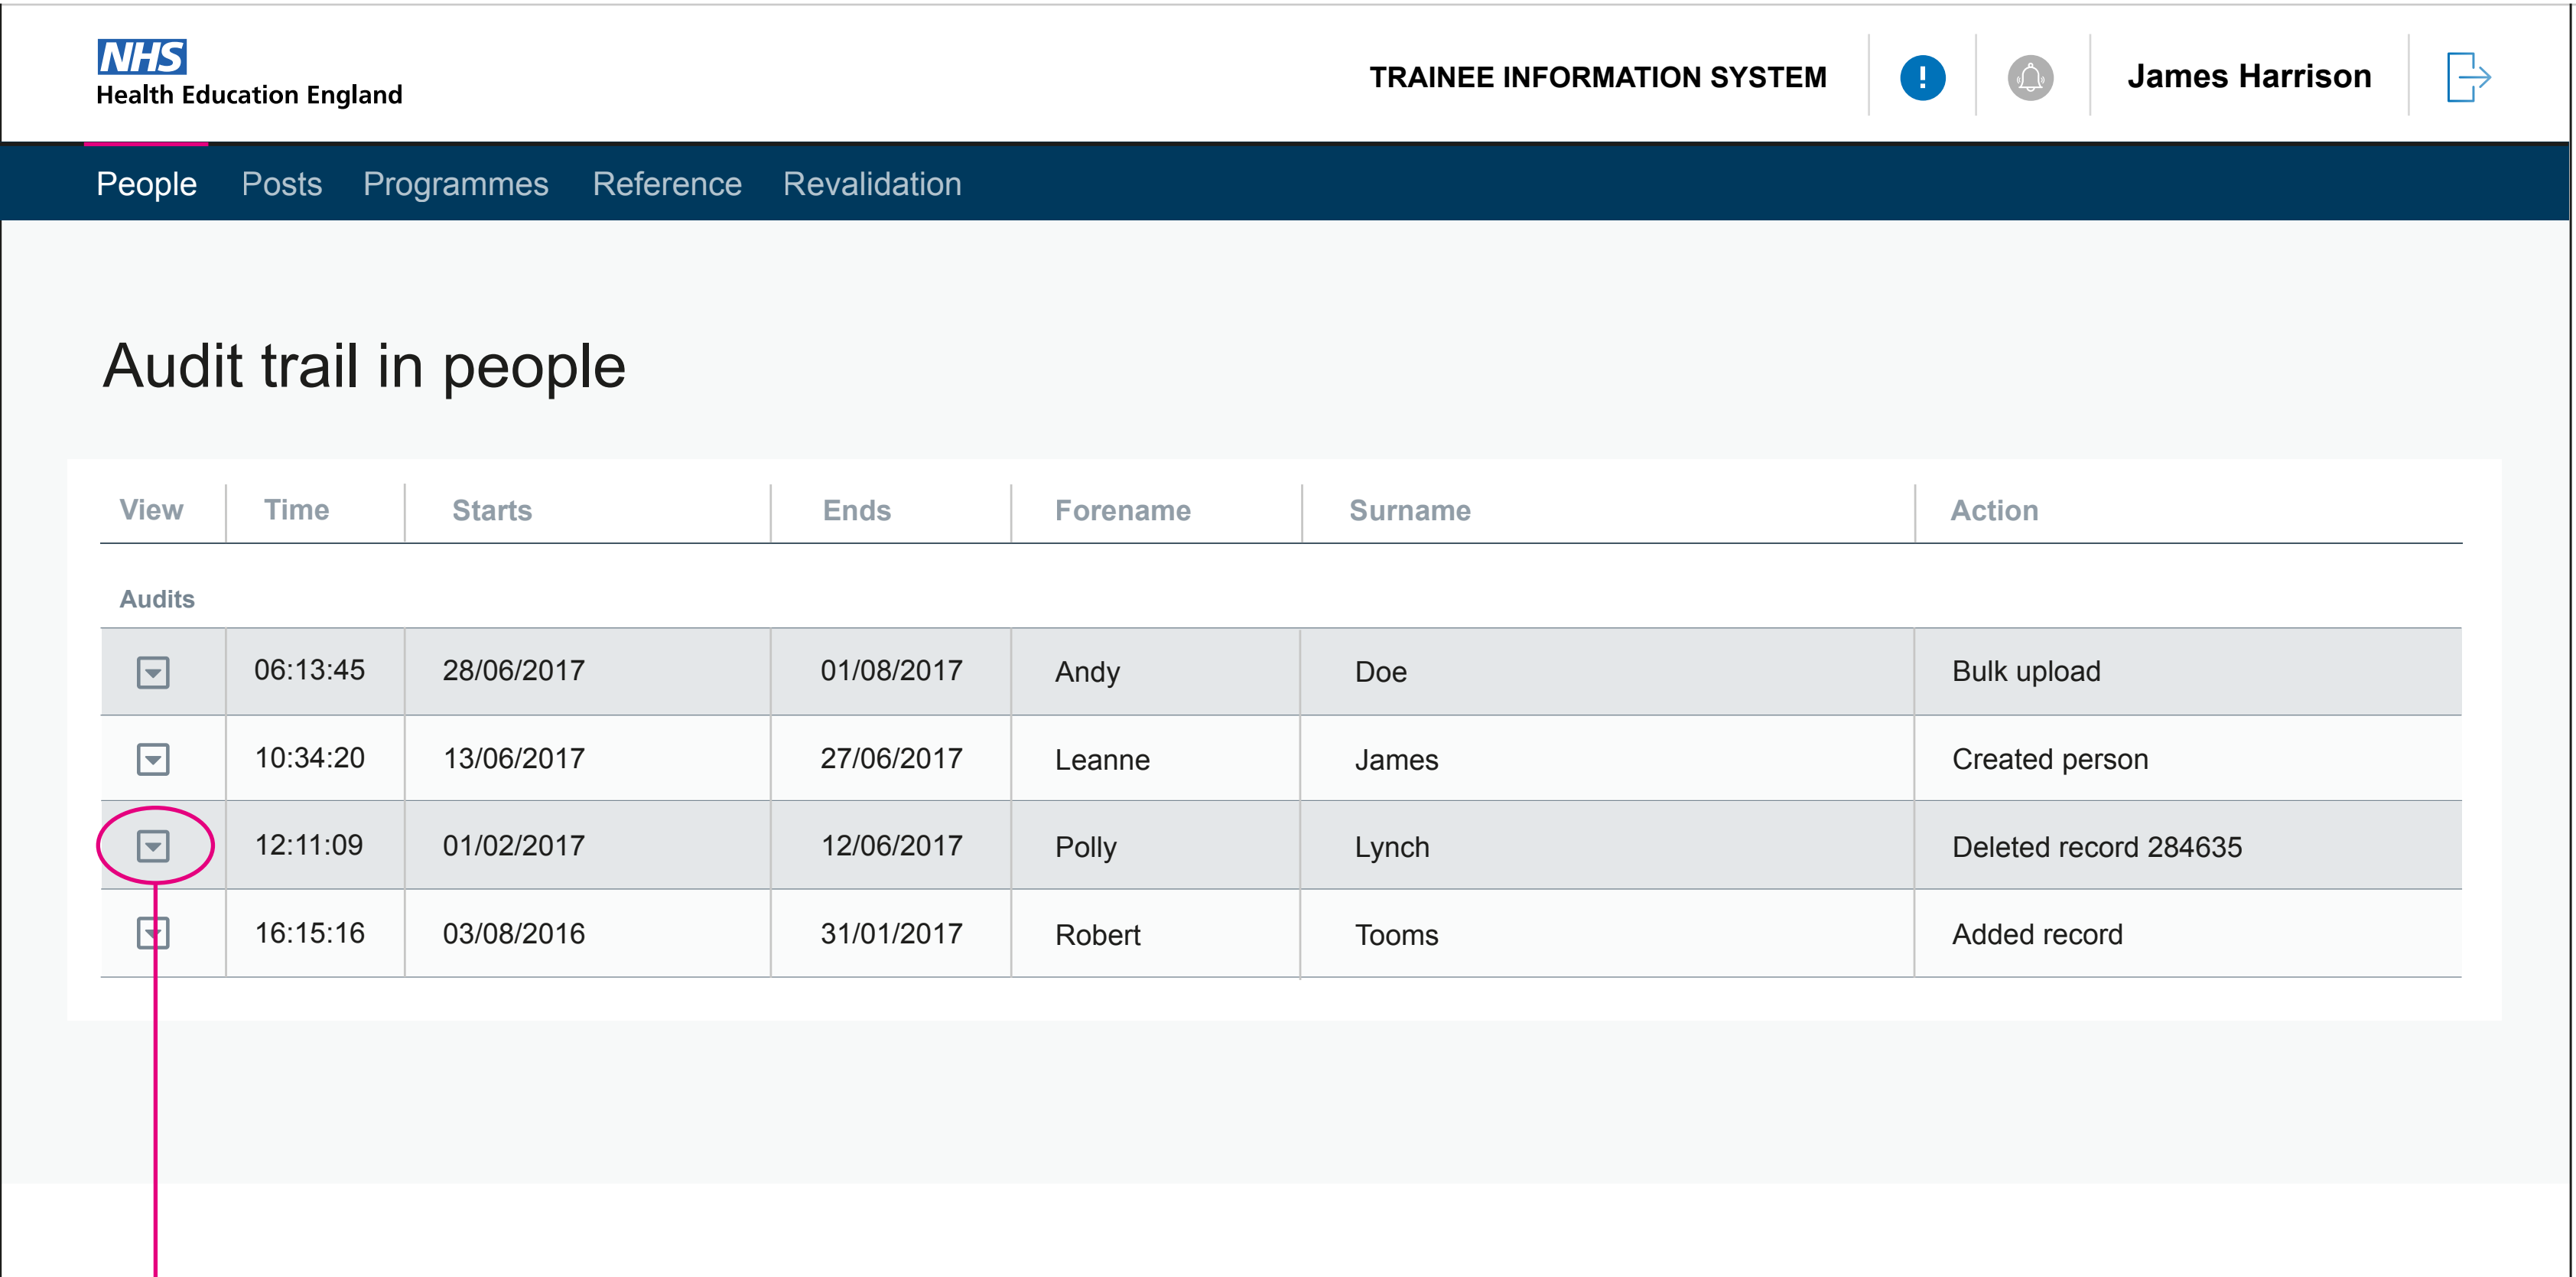 NHS
Health Education England
TRAINEE INFORMATION SYSTEM ! James Harrison
People Posts Programmes Reference Revalidation
Audit trail in people
View Time Starts Ends Forename Surname Action
Audits
06:13:45 28/06/2017 01/08/2017 Andy Doe Bulk upload
10:34:20 13/06/2017 27/06/2017 Leanne James Created person
12:11:09 01/02/2017 12/06/2017 Polly Lynch Deleted record 284635
16:15:16 03/08/2016 31/01/2017 Robert Tooms Added record